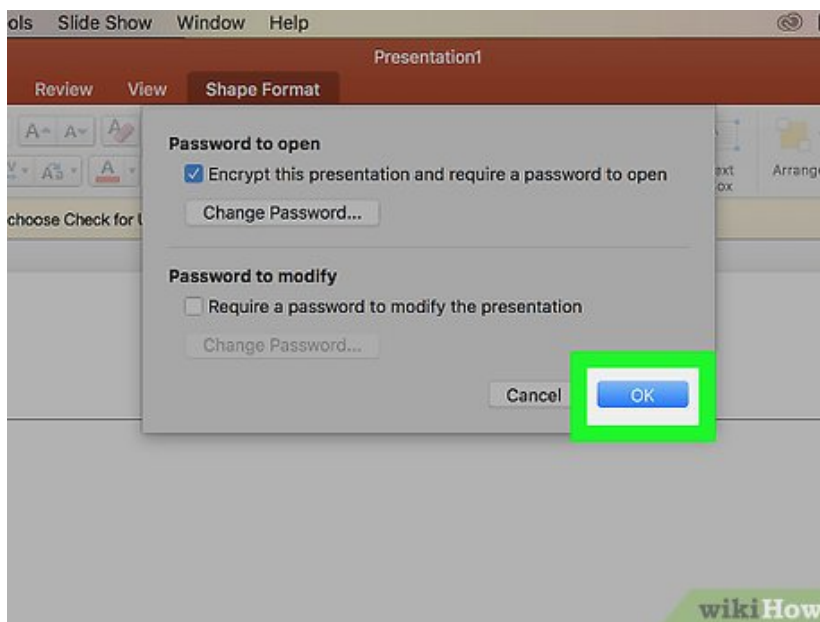 ols Slide Show Window Help
Presentation1
Review View Shape Format
A A
A
Password to open
Encrypt this presentation and require a password to open
Change Password...
ext
ox
Arrange
choose Check for U
Password to modify
Require a password to modify the presentation
Change Password...
Cancel OK
wikiHow